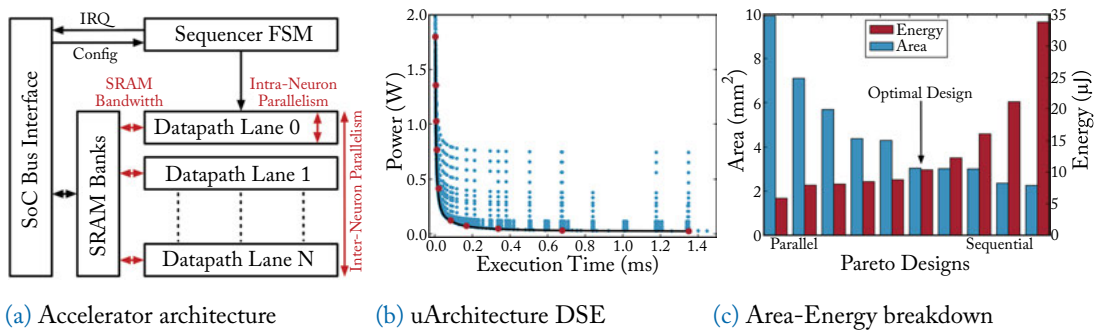 IRQ
Config
Sequencer FSM
SRAM
Bandwitth
Intra-Neuron
Parallelism
SoC Bus Interface
SRAM Banks
Datapath Lane 0
Datapath Lane 1
Datapath Lane N
Inter-Neuron Parallelism
(a) Accelerator architecture
2.0
1.5
1.0
0.5
0.0
Power (W)
0.0 0.2 0.4 0.6 0.8 1.0 1.2 1.4
Execution Time (ms)
(b) uArchitecture DSE
10
8
6
4
2
0
Area (mm²)
Energy
Area
Optimal Design
35
30
25
20
15
10
5
0
Energy (µJ)
Parallel
Sequential
Pareto Designs
(c) Area-Energy breakdown